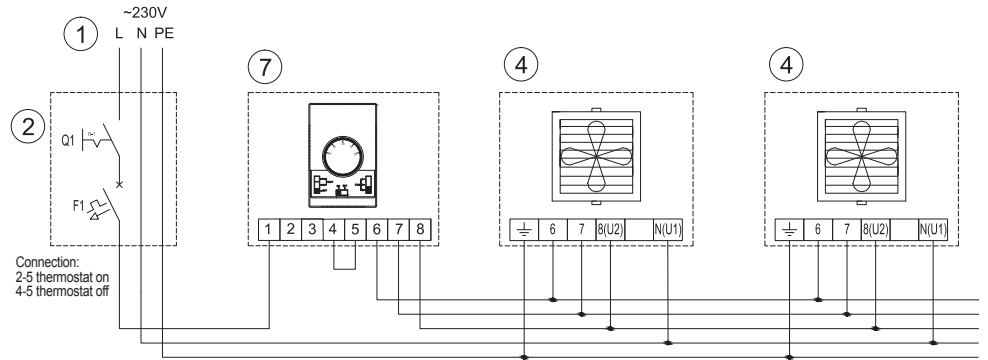 ~230V
1
L N PE
7
4
4
2
Q1
F1
1 2 3 4 5 6 7 8
6 7 8(U2) N(U1)
6 7 8(U2) N(U1)
Connection:
2-5 thermostat on
4-5 thermostat off